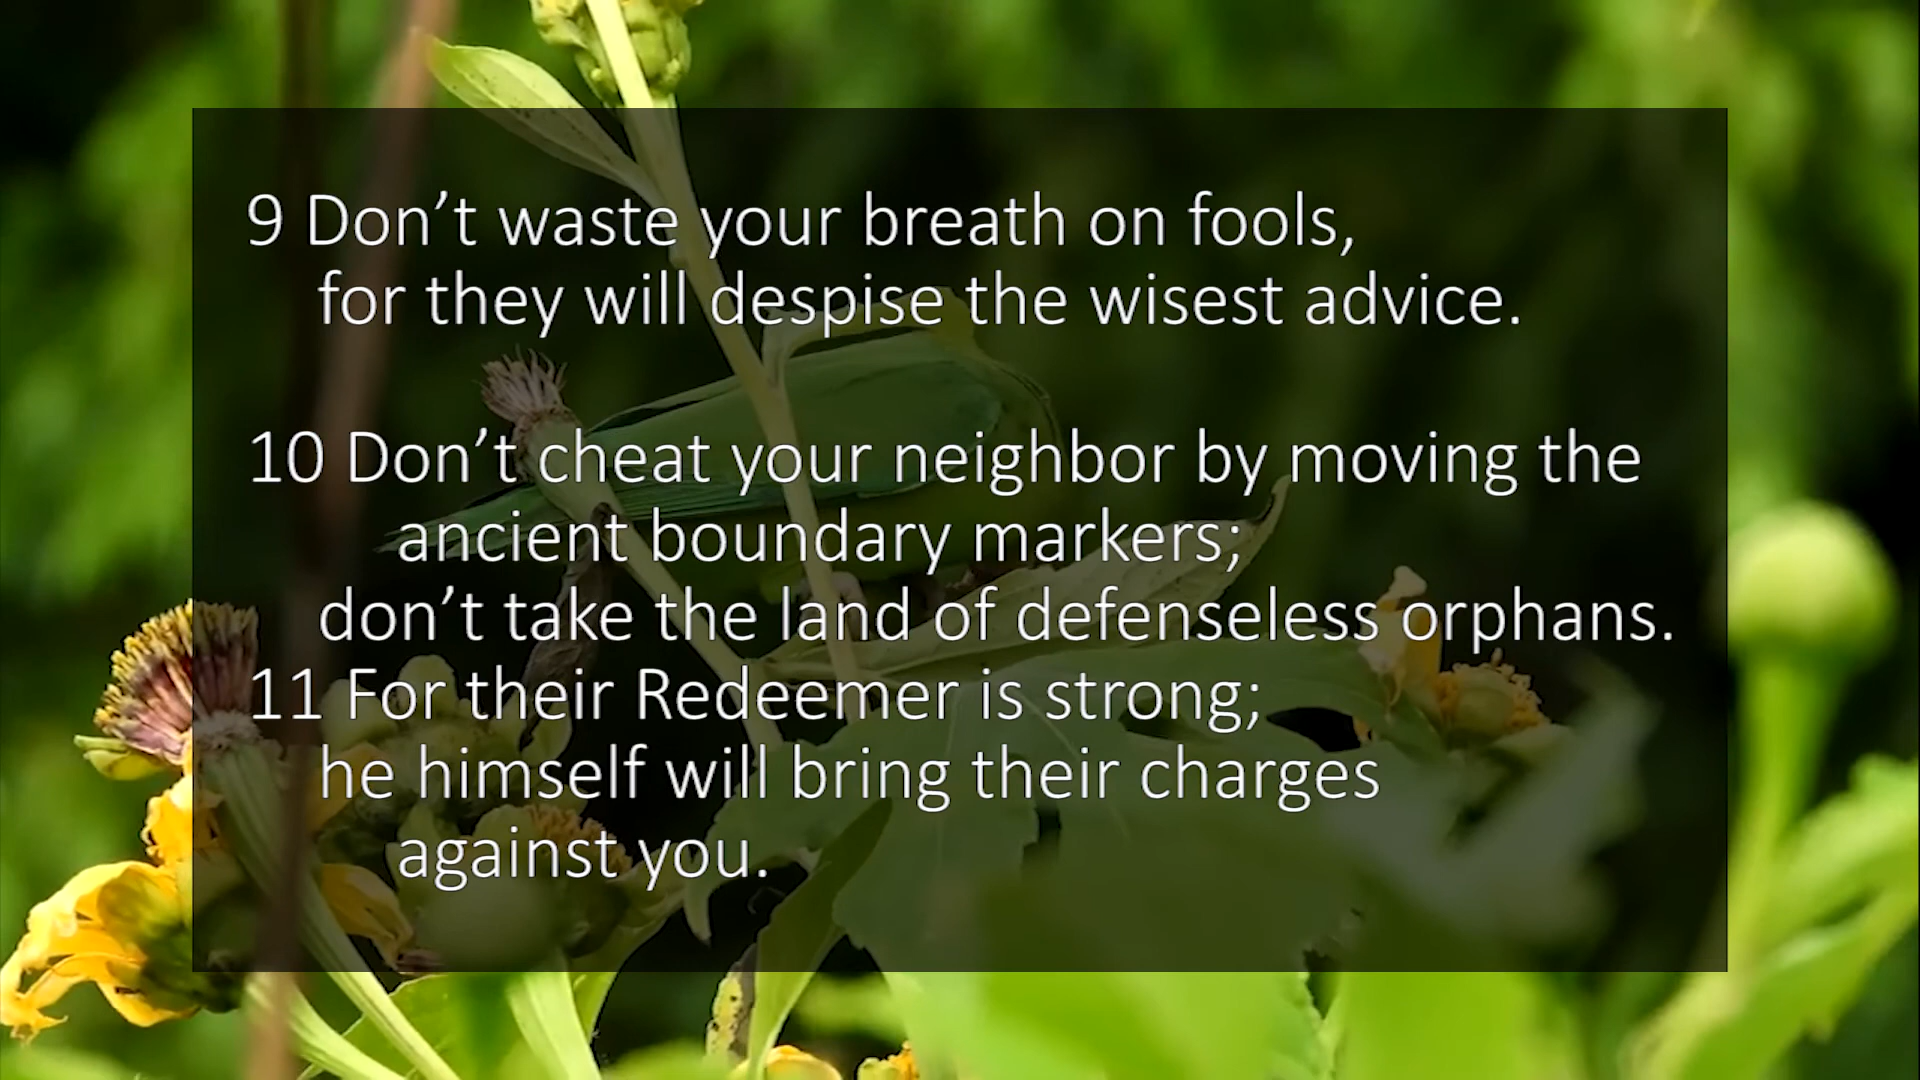 9 Don’t waste your breath on fools,
for they will despise the wisest advice.
10 Don’t cheat your neighbor by moving the
ancient boundary markers;
don’t take the land of defenseless orphans.
11 For their Redeemer is strong;
he himself will bring their charges
against you.